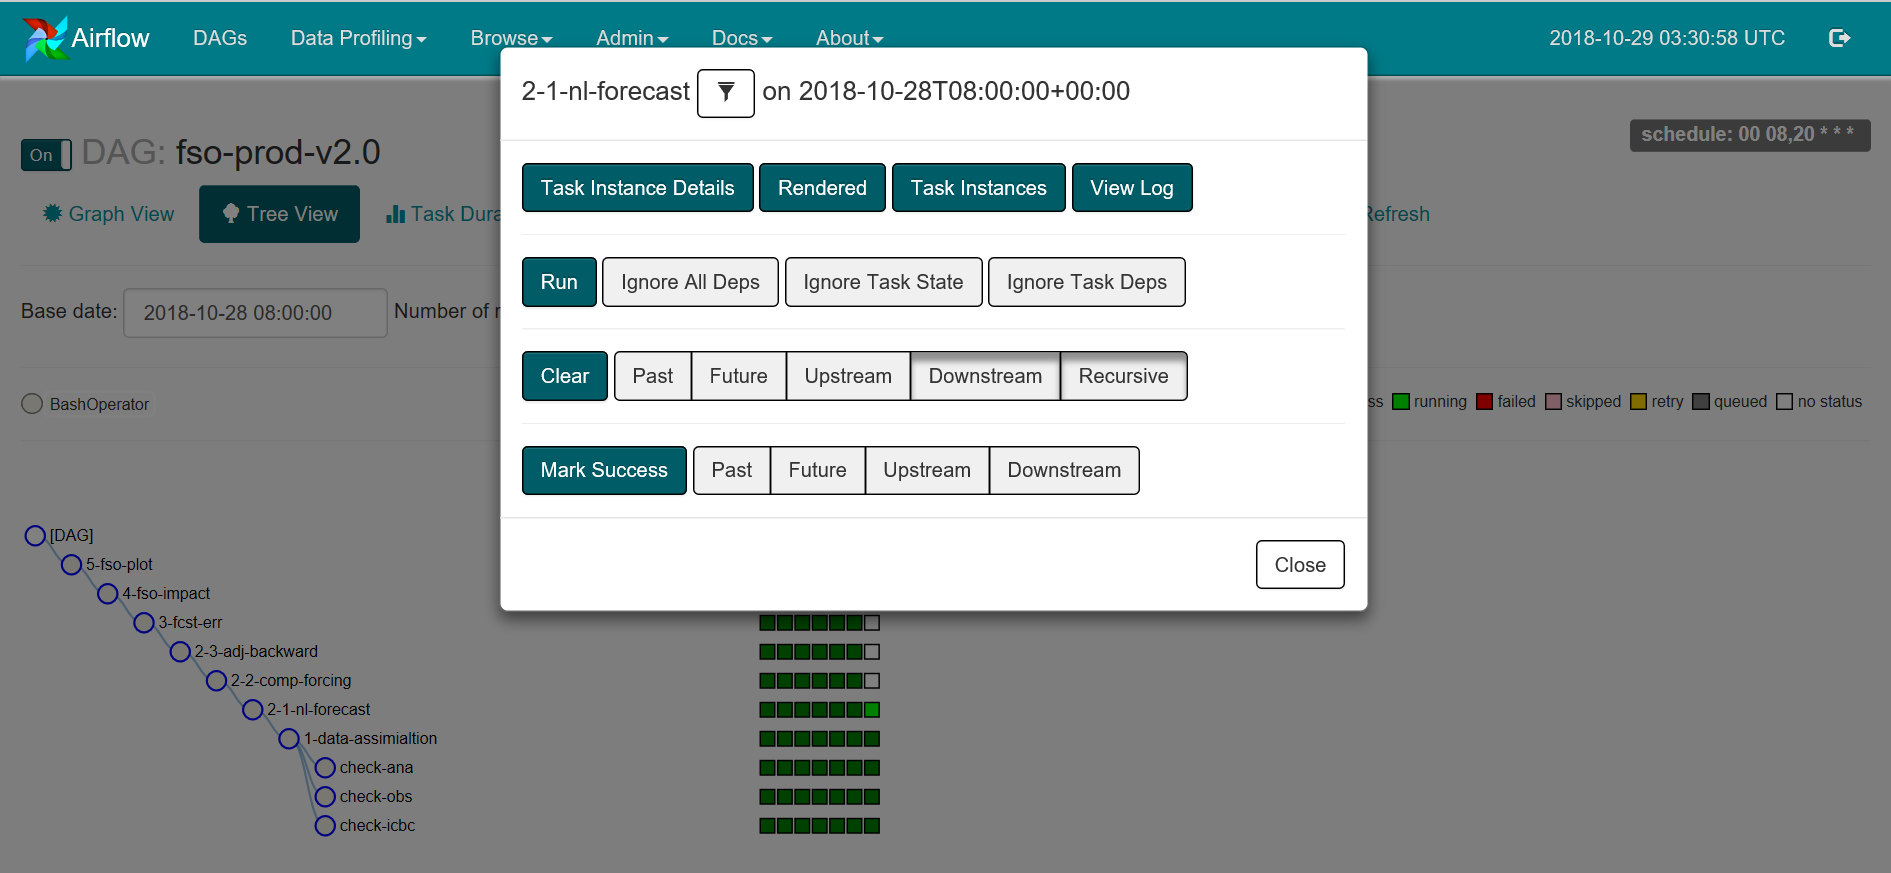 Airflow DAGs Data Profiling Browse Admin Docs About 2018-10-29 03:30:58 UTC
2-1-nl-forecast on 2018-10-28T08:00:00+00:00
On DAG: fso-prod-v2.0
schedule: 00 08,20 * * *
Graph View Tree View Task Dura
Refresh
Task Instance Details Rendered Task Instances View Log
Run Ignore All Deps Ignore Task State Ignore Task Deps
Base date: 2018-10-28 08:00:00 Number of r
Clear Past Future Upstream Downstream Recursive
BashOperator
ss running failed skipped retry queued no status
Mark Success Past Future Upstream Downstream
Close
[DAG]
5-fso-plot
4-fso-impact
3-fcst-err
2-3-adj-backward
2-2-comp-forcing
2-1-nl-forecast
1-data-assimialtion
check-ana
check-obs
check-icbc